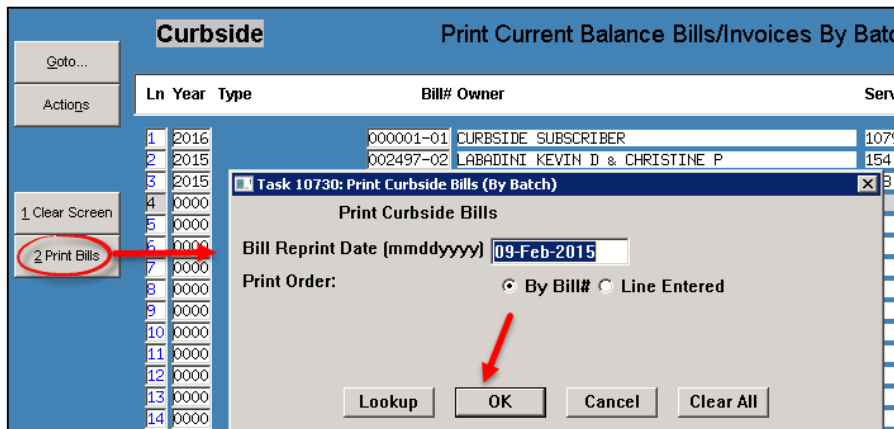 Curbside Print Current Balance Bills/Invoices By Batc
Goto...
Actions
Ln Year Type Bill# Owner Serv
1 2016 000001-01 CURBSIDE SUBSCRIBER 1079
2 2015 002497-02 LABADINI KEVIN D & CHRISTINE P 154
3 2015
4 0000
5 0000
6 0000
7 0000
8 0000
9 0000
10 0000
11 0000
12 0000
13 0000
14 0000
1 Clear Screen
2 Print Bills
Task 10730: Print Curbside Bills (By Batch)
Print Curbside Bills
Bill Reprint Date (mmddyyyy) 09-Feb-2015
Print Order: By Bill# Line Entered
Lookup OK Cancel Clear All